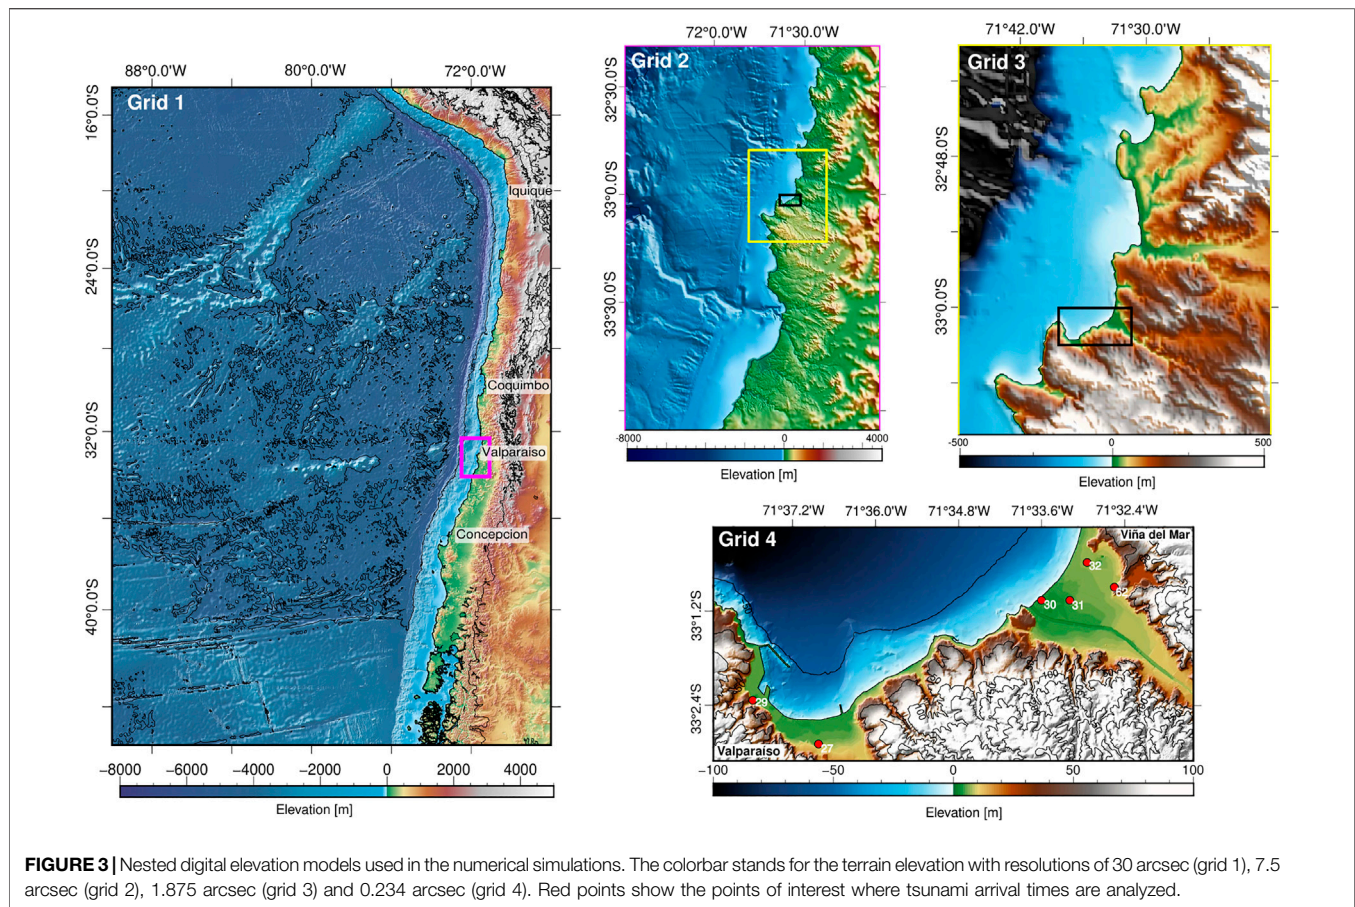 Grid 1
88°0.0'W 80°0.0'W 72°0.0'W
16°0.0'S
24°0.0'S
32°0.0'S
40°0.0'S
Iquique
Coquimbo
Valparaiso
Concepcion
−8000 −6000 −4000 −2000 0 2000 4000
Elevation [m]
Grid 2
72°0.0'W 71°30.0'W
32°30.0'S
33°0.0'S
33°30.0'S
-8000 0 4000
Elevation [m]
Grid 3
71°42.0'W 71°30.0'W
32°48.0'S
33°0.0'S
-500 0 500
Elevation [m]
Grid 4
71°37.2'W 71°36.0'W 71°34.8'W 71°33.6'W 71°32.4'W
33°1.2'S
33°2.4'S
Viña del Mar
32
62
30
31
29
27
Valparaíso
−100 −50 0 50 100
Elevation [m]
FIGURE 3 | Nested digital elevation models used in the numerical simulations. The colorbar stands for the terrain elevation with resolutions of 30 arcsec (grid 1), 7.5
arcsec (grid 2), 1.875 arcsec (grid 3) and 0.234 arcsec (grid 4). Red points show the points of interest where tsunami arrival times are analyzed.